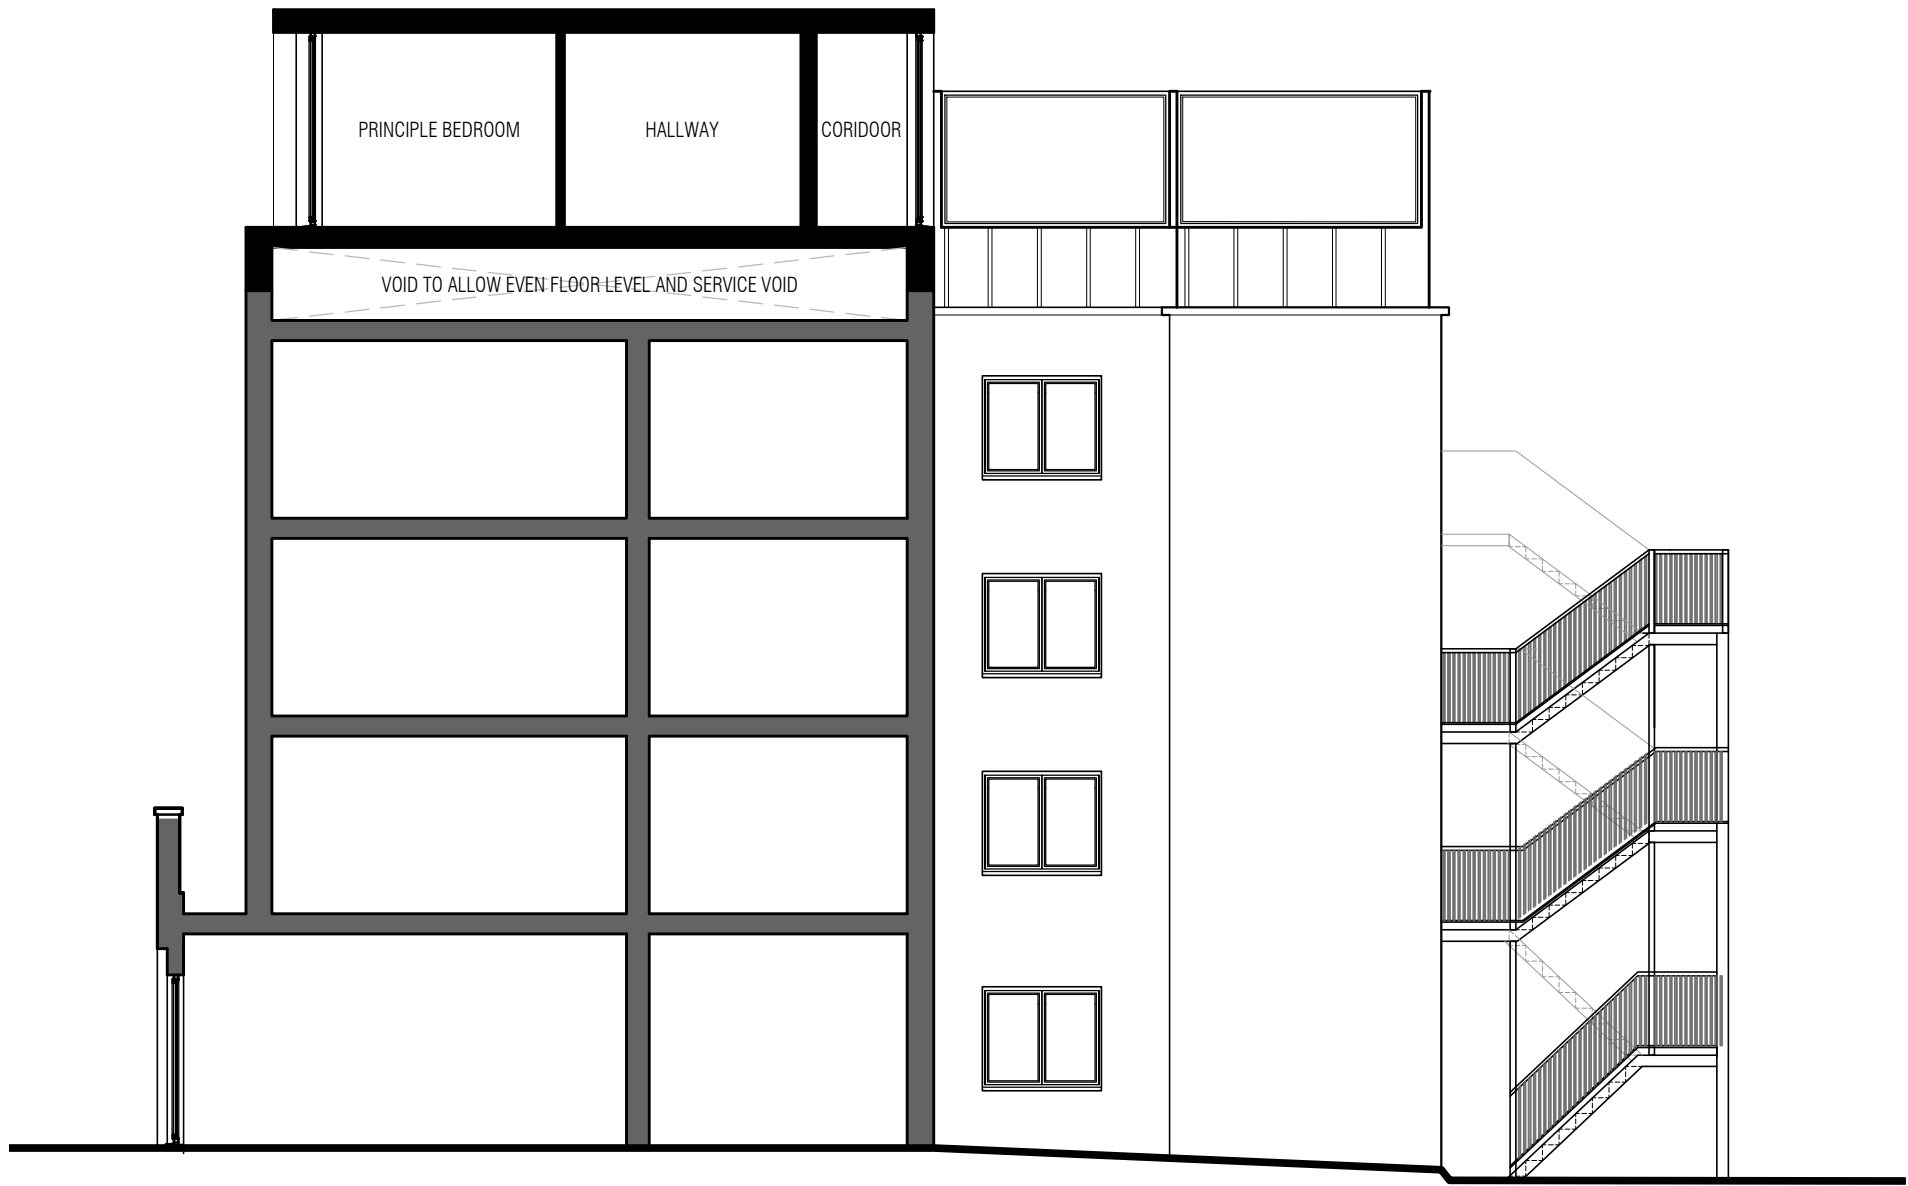 PRINCIPLE BEDROOM
HALLWAY
CORIDOOR
VOID TO ALLOW EVEN FLOOR LEVEL AND SERVICE VOID